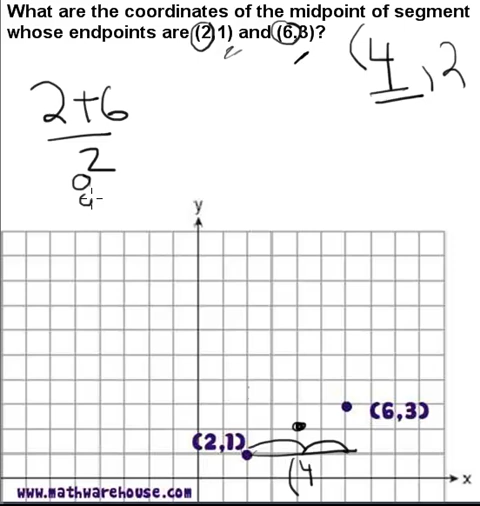 What are the coordinates of the midpoint of segment
whose endpoints are (2,1) and (6,3)?
(4,2
2+6
2
y
(6,3)
(2,1)
(4
x
www.mathwarehouse.com